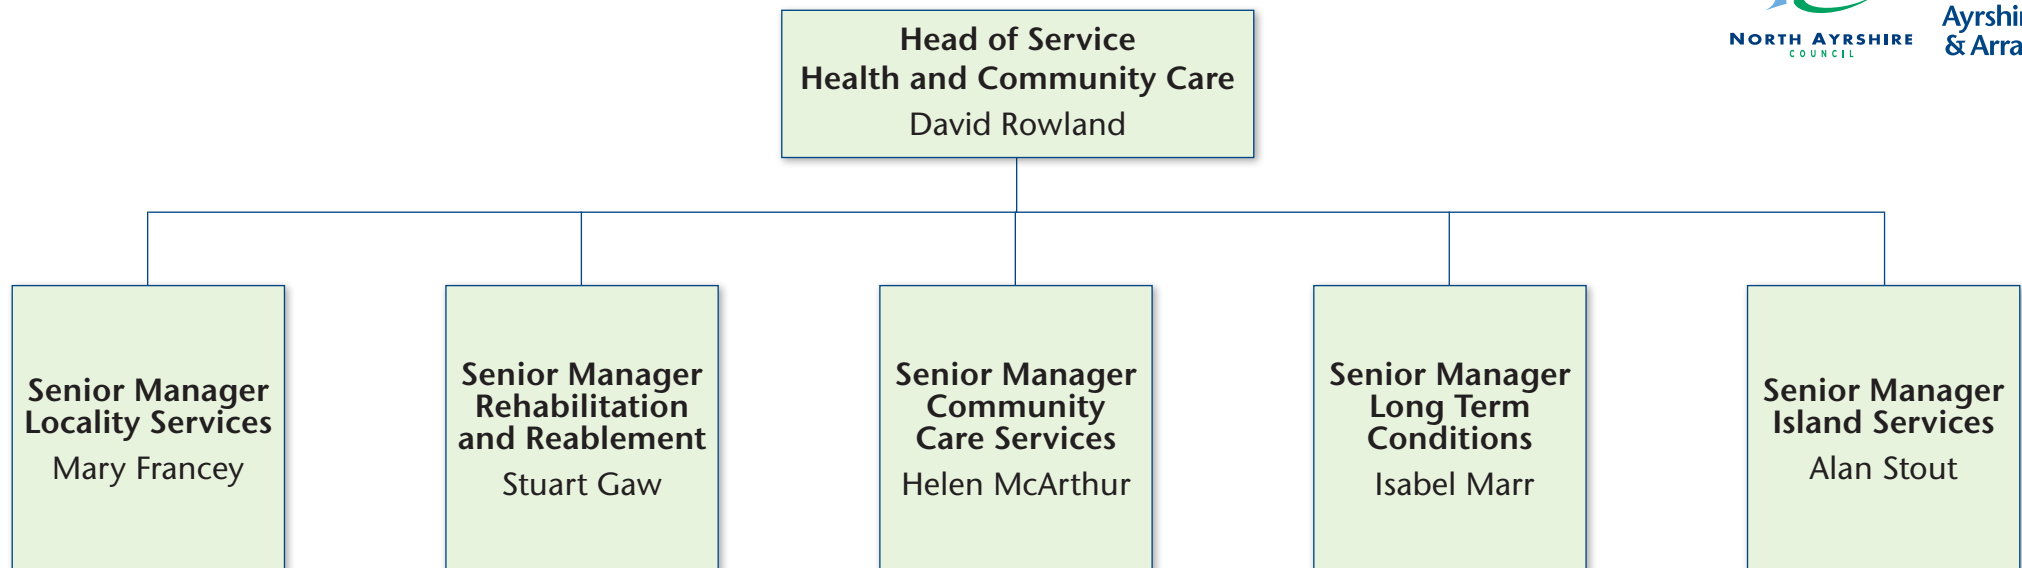 Head of Service
Health and Community Care
David Rowland
NORTH AYRSHIRE
COUNCIL
& Arra
Senior Manager
Locality Services
Mary Francey
Senior Manager
Rehabilitation
and Reablement
Stuart Gaw
Senior Manager
Community
Care Services
Helen McArthur
Senior Manager
Long Term
Conditions
Isabel Marr
Senior Manager
Island Services
Alan Stout